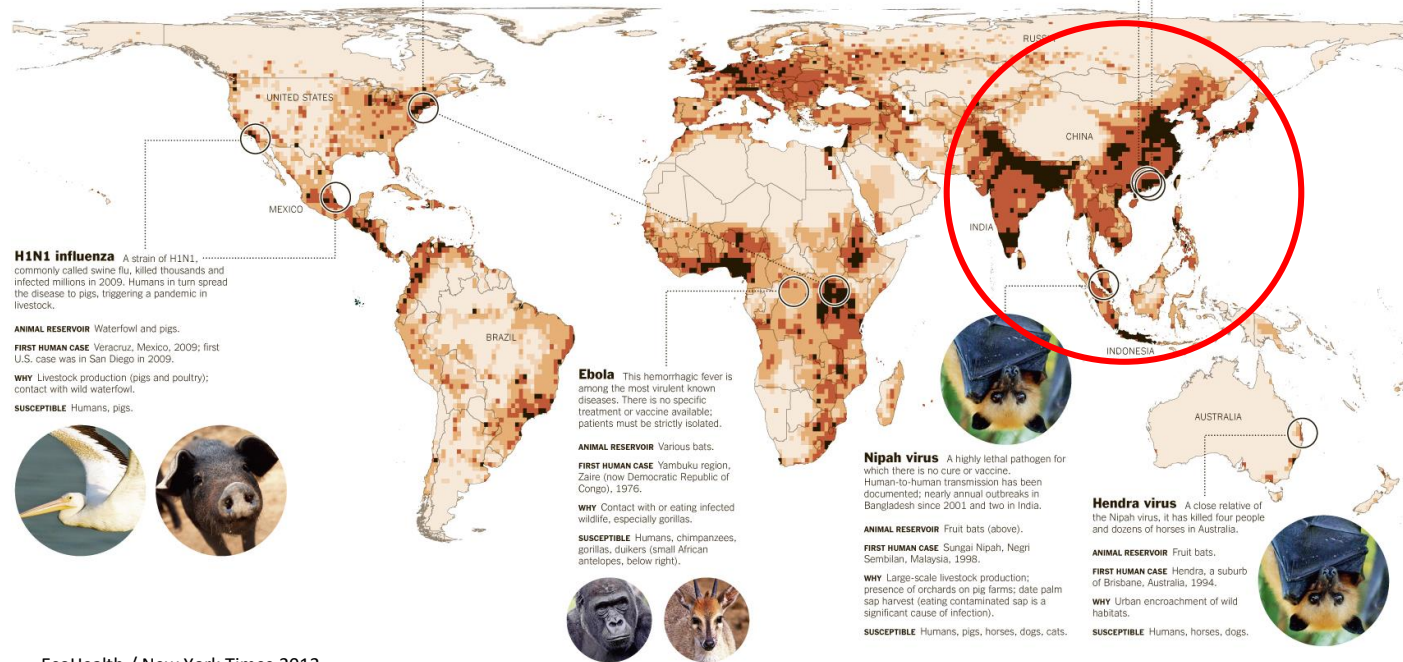 RUSS
UNITED STATES
CHINA
MEXICO
INDIA
H1N1 influenza A strain of H1N1,
commonly called swine flu, killed thousands and
infected millions in 2009. Humans in turn spread
the disease to pigs, triggering a pandemic in
livestock.
ANIMAL RESERVOIR Waterfowl and pigs.
FIRST HUMAN CASE Veracruz, Mexico, 2009; first
U.S. case was in San Diego in 2009.
WHY Livestock production (pigs and poultry);
contact with wild waterfowl.
SUSCEPTIBLE Humans, pigs.
BRAZIL
INDONESIA
Ebola This hemorrhagic fever is
among the most virulent known
diseases. There is no specific
treatment or vaccine available;
patients must be strictly isolated.
ANIMAL RESERVOIR Various bats.
FIRST HUMAN CASE Yambuku region,
Zaire (now Democratic Republic of
Congo), 1976.
WHY Contact with or eating infected
wildlife, especially gorillas.
SUSCEPTIBLE Humans, chimpanzees,
gorillas, duikers (small African
antelopes, below right).
AUSTRALIA
Nipah virus A highly lethal pathogen for
which there is no cure or vaccine.
Human-to-human transmission has been
documented; nearly annual outbreaks in
Bangladesh since 2001 and two in India.
ANIMAL RESERVOIR Fruit bats (above).
FIRST HUMAN CASE Sungai Nipah, Negri
Sembilan, Malaysia, 1998.
WHY Large-scale livestock production;
presence of orchards on pig farms; date palm
sap harvest (eating contaminated sap is a
significant cause of infection).
SUSCEPTIBLE Humans, pigs, horses, dogs, cats.
Hendra virus A close relative of
the Nipah virus, it has killed four people
and dozens of horses in Australia.
ANIMAL RESERVOIR Fruit bats.
FIRST HUMAN CASE Hendra, a suburb
of Brisbane, Australia, 1994.
WHY Urban encroachment of wild
habitats.
SUSCEPTIBLE Humans, horses, dogs.
EcoHealth / New York Times 2012